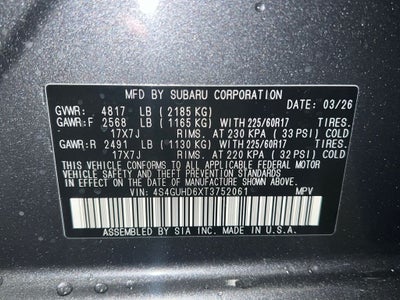 MFD BY SUBARU CORPORATION DATE: 03/26
GVWR: 4817 LB (2185 KG)
GAWR:F 2568 LB (1165 KG) WITH 225/60R17 TIRES.
17X7J RIMS. AT 230 KPA (33 PSI) COLD
GAWR:R 2491 LB (1130 KG) WITH 225/60R17 TIRES.
17X7J RIMS. AT 220 KPA (32 PSI) COLD
THIS VEHICLE CONFORMS TO ALL APPLICABLE FEDERAL MOTOR
VEHICLE SAFETY, BUMPER, AND THEFT PREVENTION STANDARDS
IN EFFECT ON THE DATE OF MANUFACTURE SHOWN ABOVE.
VIN: 4S4GUHD6XT3752061 MPV
ASSEMBLED BY SIA INC. MADE IN U.S.A.